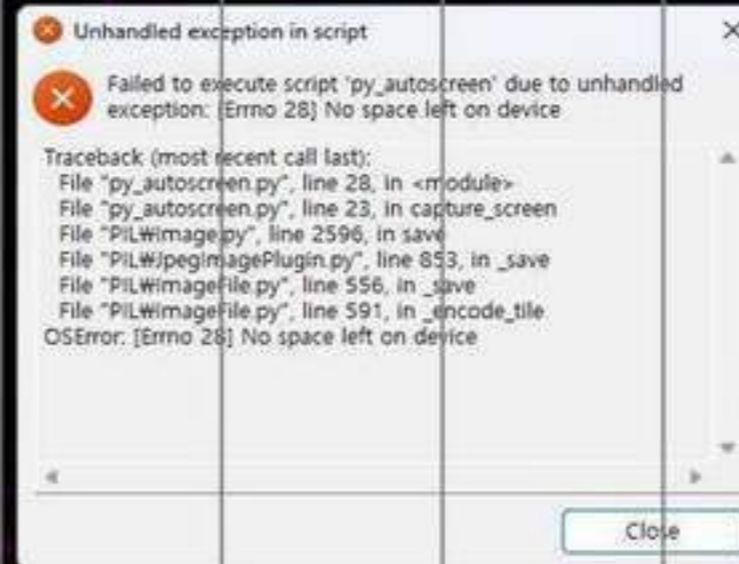 Unhandled exception in script
Failed to execute script 'py_autoscreen' due to unhandled
exception: [Errno 28] No space left on device
Traceback (most recent call last):
File "py_autoscreen.py", line 28, in <module>
File "py_autoscreen.py", line 23, in capture_screen
File "PIL₩Image.py", line 2596, in save
File "PIL₩JpegImagePlugin.py", line 853, in _save
File "PIL₩ImageFile.py", line 556, in _save
File "PIL₩ImageFile.py", line 591, in _encode_tile
OSError: [Errno 28] No space left on device
Close